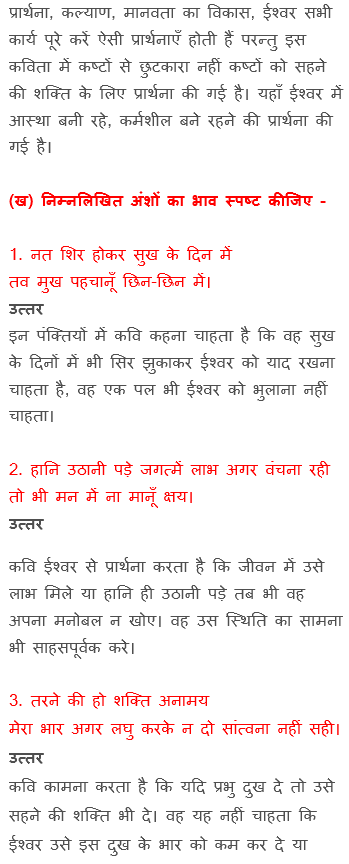 प्रार्थना, कल्याण, मानवता का विकास, ईश्वर सभी
कार्य पूरे करें ऐसी प्रार्थनाएँ होती हैं परन्तु इस
कविता में कष्टों से छुटकारा नहीं कष्टों को सहने
की शक्ति के लिए प्रार्थना की गई है। यहाँ ईश्वर में
आस्था बनी रहे, कर्मशील बने रहने की प्रार्थना की
गई है।
(ख) निम्नलिखित अंशों का भाव स्पष्ट कीजिए -
1. नत शिर होकर सुख के दिन में
तव मुख पहचानूँ छिन-छिन में।
उत्तर
इन पंक्तियों में कवि कहना चाहता है कि वह सुख
के दिनों में भी सिर झुकाकर ईश्वर को याद रखना
चाहता है, वह एक पल भी ईश्वर को भुलाना नहीं
चाहता।
2. हानि उठानी पड़े जगत्में लाभ अगर वंचना रही
तो भी मन में ना मानूँ क्षय।
उत्तर
कवि ईश्वर से प्रार्थना करता है कि जीवन में उसे
लाभ मिले या हानि ही उठानी पड़े तब भी वह
अपना मनोबल न खोए। वह उस स्थिति का सामना
भी साहसपूर्वक करे।
3. तरने की हो शक्ति अनामय
मेरा भार अगर लघु करके न दो सांत्वना नहीं सही।
उत्तर
कवि कामना करता है कि यदि प्रभु दुख दे तो उसे
सहने की शक्ति भी दे। वह यह नहीं चाहता कि
ईश्वर उसे इस दुख के भार को कम कर दे या